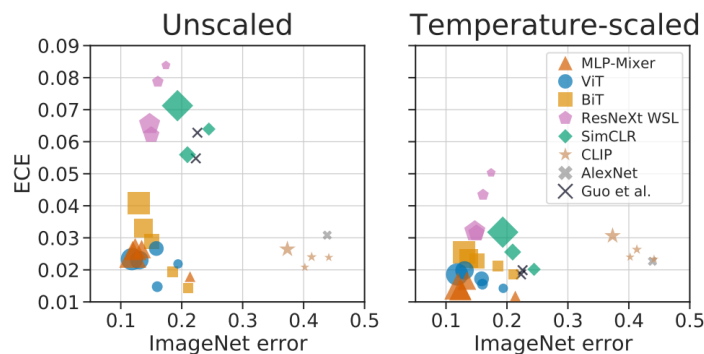 Unscaled
Temperature-scaled
0.09
0.08
0.07
0.06
0.05
0.04
0.03
0.02
0.01
ECE
0.1 0.2 0.3 0.4 0.5
ImageNet error
MLP-Mixer
ViT
BiT
ResNeXt WSL
SimCLR
CLIP
AlexNet
Guo et al.
0.1 0.2 0.3 0.4 0.5
ImageNet error